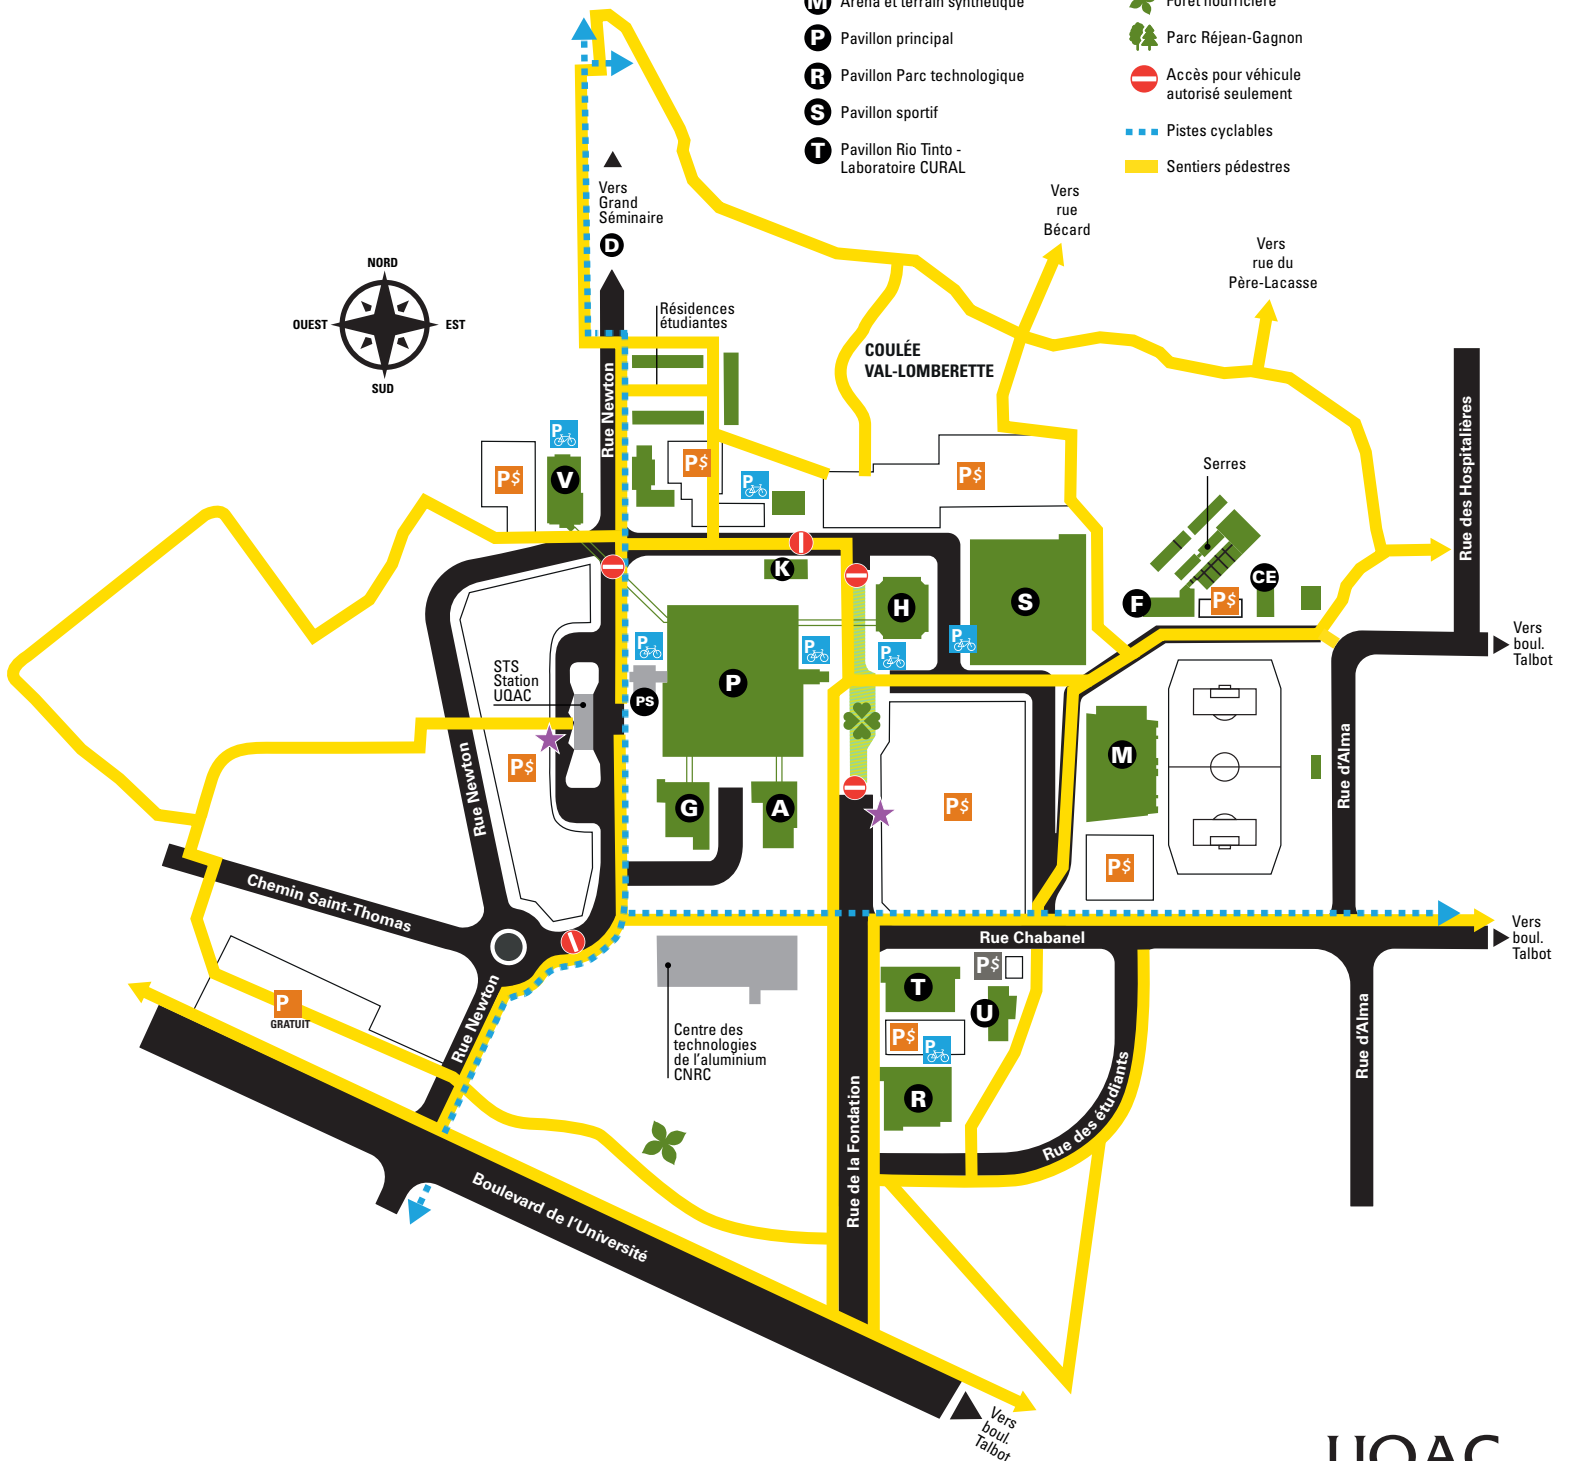 M Aréna et terrain synthétique
P Pavillon principal
R Pavillon Parc technologique
S Pavillon sportif
T Pavillon Rio Tinto -
Laboratoire CURAL
Forêt nourricière
Parc Réjean-Gagnon
Accès pour véhicule
autorisé seulement
Pistes cyclables
Sentiers pédestres
Vers
Grand
Séminaire
D
Vers
rue
Bécard
Vers
rue du
Père-Lacasse
NORD
OUEST
EST
SUD
Résidences
étudiantes
COULÉE
VAL-LOMBERETTE
Rue Newton
Rue des Hospitalières
P
V
P$
P$
P
P$
Serres
K
H
S
F
CE
P$
P
P
P
P
Vers
boul.
Talbot
STS
Station
UQAC
PS
P
P$
Rue Newton
M
Rue d'Alma
G
A
P$
P$
Chemin Saint-Thomas
Rue Chabanel
Vers
boul.
Talbot
P$
T
U
P
GRATUIT
Rue Newton
Centre des
technologies
de l'aluminium
CNRC
P$
P
R
Rue de la Fondation
Rue des étudiants
Rue d'Alma
Boulevard de l'Université
Vers
boul.
Talbot
UQAC